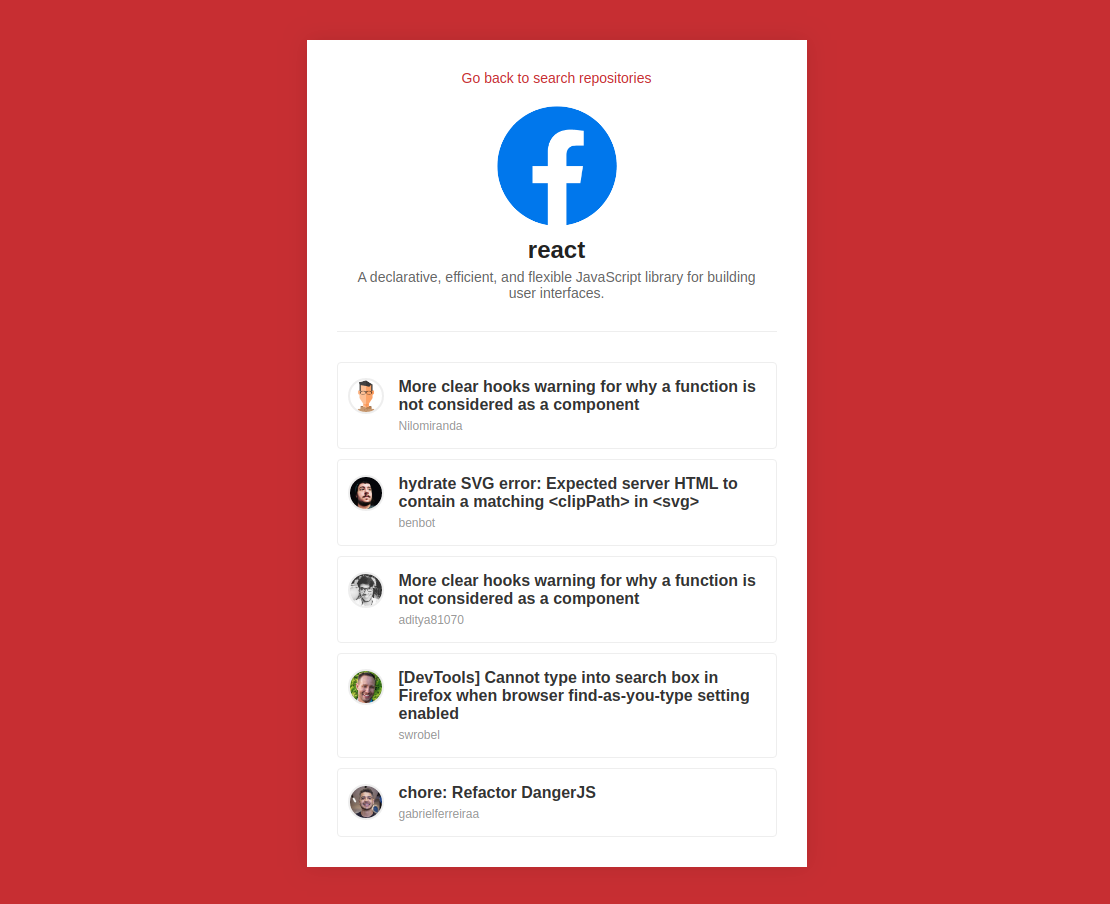 Go back to search repositories
react
A declarative, efficient, and flexible JavaScript library for building
user interfaces.
More clear hooks warning for why a function is
not considered as a component
Nilomiranda
hydrate SVG error: Expected server HTML to
contain a matching <clipPath> in <svg>
benbot
More clear hooks warning for why a function is
not considered as a component
aditya81070
[DevTools] Cannot type into search box in
Firefox when browser find-as-you-type setting
enabled
swrobel
chore: Refactor DangerJS
gabrielferreiraa